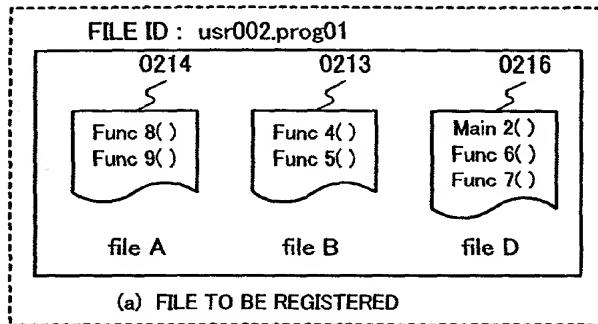 FILE ID : usr002.prog01
0214 0213 0216
Func 8( ) Func 4( ) Main 2( )
Func 9( ) Func 5( ) Func 6( )
Func 7( )
file A file B file D
(a) FILE TO BE REGISTERED